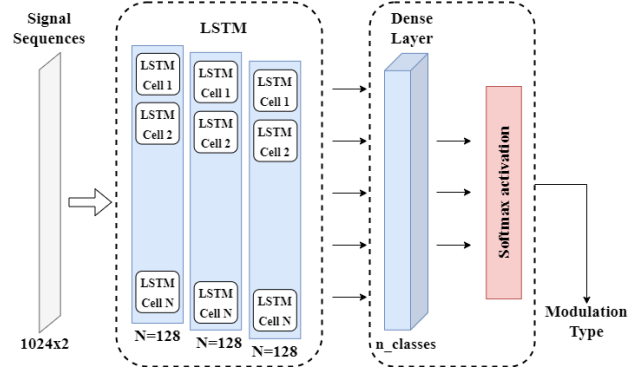 Signal
Sequences
1024x2
LSTM
LSTM
Cell 1
LSTM
Cell 2
LSTM
Cell N
N=128
LSTM
Cell 1
LSTM
Cell 2
LSTM
Cell N
N=128
LSTM
Cell 1
LSTM
Cell 2
LSTM
Cell N
N=128
Dense
Layer
n_classes
Softmax activation
Modulation
Type